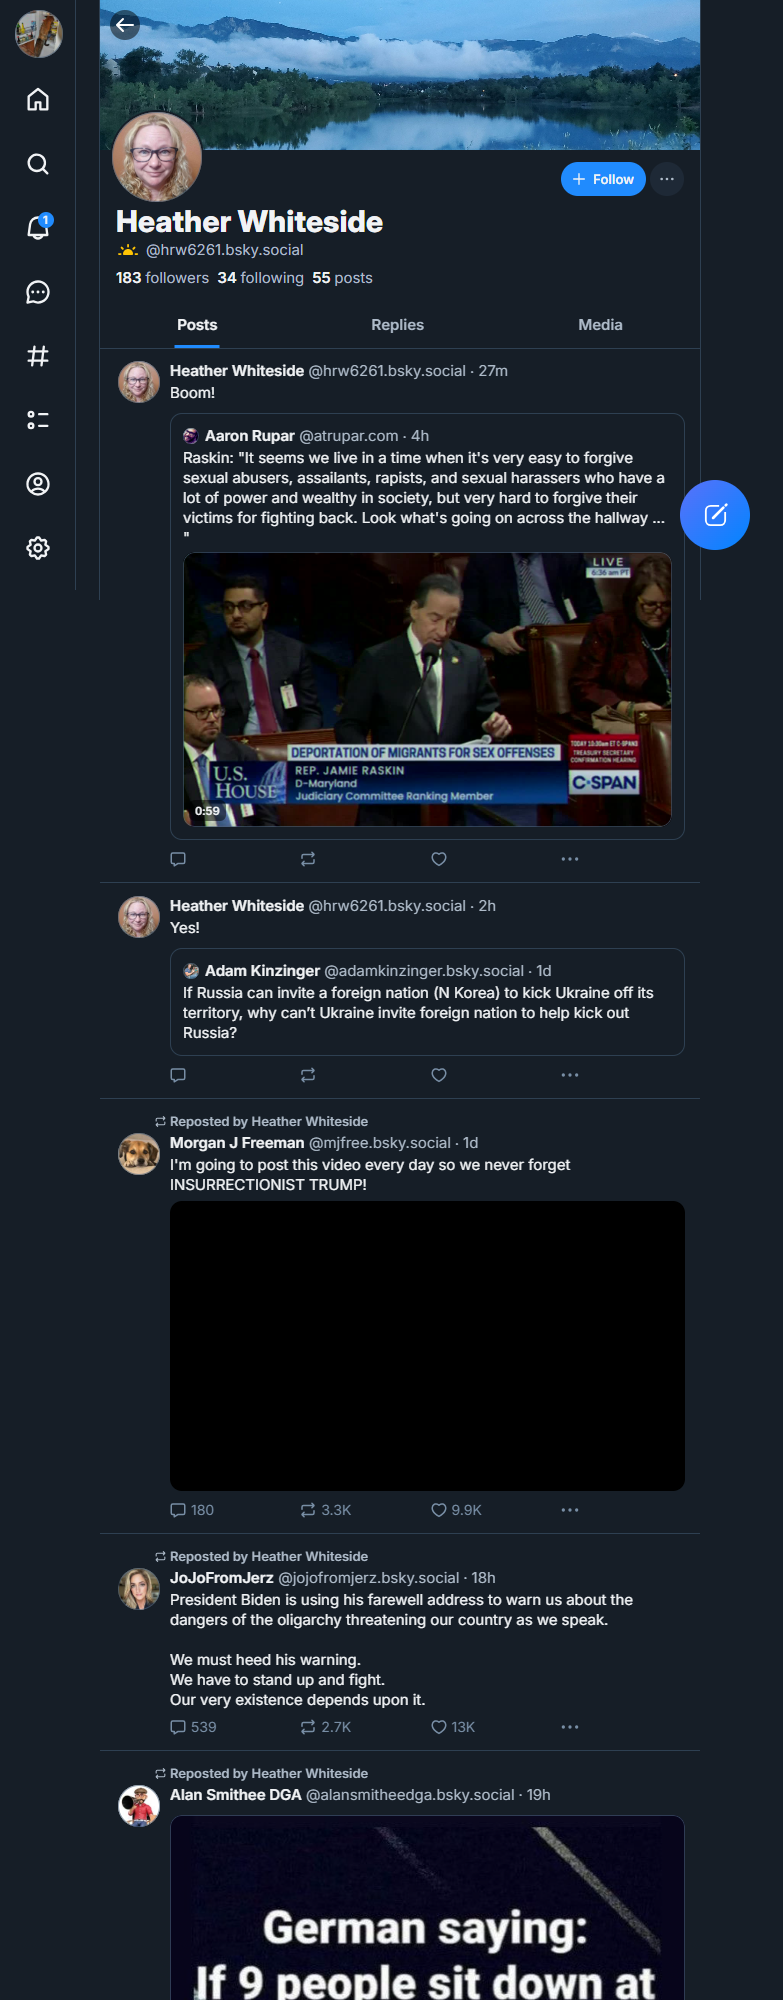 1
+ Follow
Heather Whiteside
@hrw6261.bsky.social
183 followers 34 following 55 posts
Posts Replies Media
Heather Whiteside @hrw6261.bsky.social · 27m
Boom!
Aaron Rupar @atrupar.com · 4h
Raskin: "It seems we live in a time when it's very easy to forgive
sexual abusers, assailants, rapists, and sexual harassers who have a
lot of power and wealthy in society, but very hard to forgive their
victims for fighting back. Look what's going on across the hallway ...
"
LIVE
6:36 am PT
DEPORTATION OF MIGRANTS FOR SEX OFFENSES
TODAY 10:30am ET C-SPAN3
TREASURY SECRETARY
CONFIRMATION HEARING
U.S.
HOUSE
REP. JAMIE RASKIN
D-Maryland
Judiciary Committee Ranking Member
C-SPAN
0:59
Heather Whiteside @hrw6261.bsky.social · 2h
Yes!
Adam Kinzinger @adamkinzinger.bsky.social · 1d
If Russia can invite a foreign nation (N Korea) to kick Ukraine off its
territory, why can't Ukraine invite foreign nation to help kick out
Russia?
Reposted by Heather Whiteside
Morgan J Freeman @mjfree.bsky.social · 1d
I'm going to post this video every day so we never forget
INSURRECTIONIST TRUMP!
180 3.3K 9.9K
Reposted by Heather Whiteside
JoJoFromJerz @jojofromjerz.bsky.social · 18h
President Biden is using his farewell address to warn us about the
dangers of the oligarchy threatening our country as we speak.
We must heed his warning.
We have to stand up and fight.
Our very existence depends upon it.
539 2.7K 13K
Reposted by Heather Whiteside
Alan Smithee DGA @alansmitheedga.bsky.social · 19h
German saying:
If 9 people sit down at